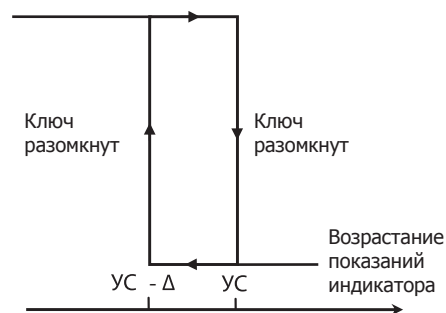 Ключ
разомкнут
Ключ
разомкнут
Возрастание
показаний
индикатора
УС - Δ
УС